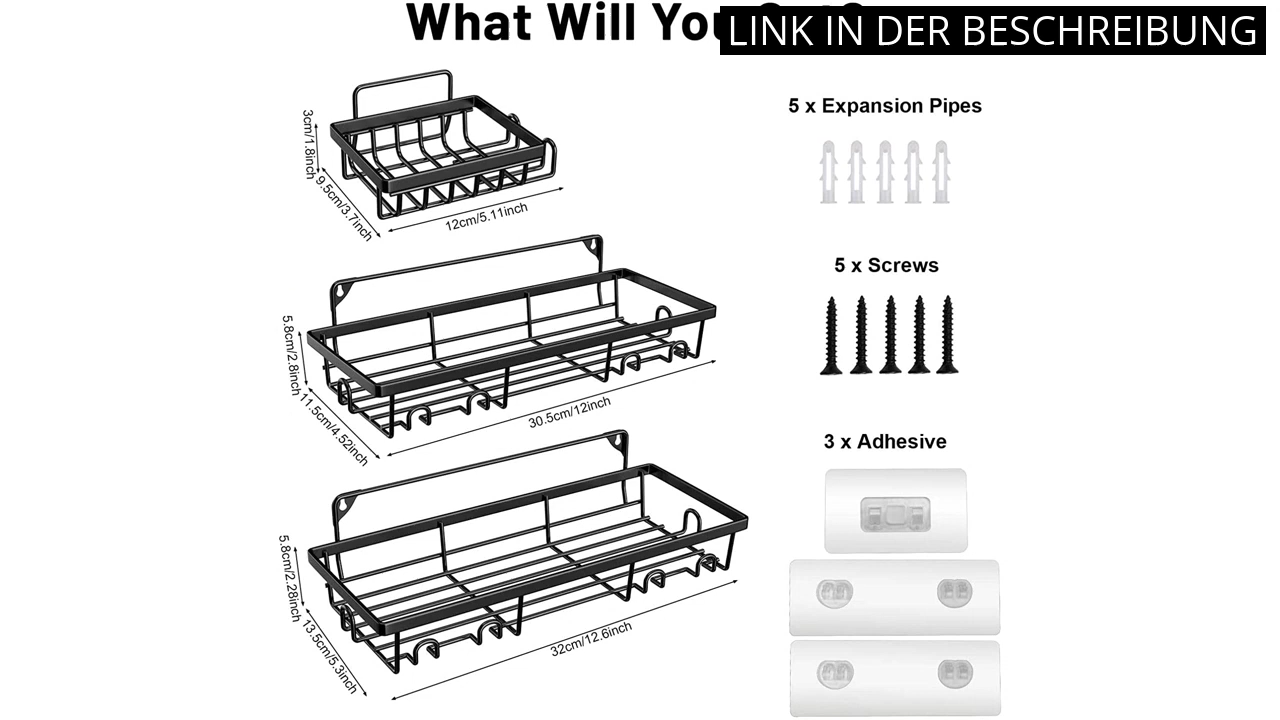 What Will You
LINK IN DER BESCHREIBUNG
3cm/1.8inch
9.5cm/3.7inch
12cm/5.11inch
5.8cm/2.8inch
11.5cm/4.52inch
30.5cm/12inch
5.8cm/2.28inch
13.5cm/5.3inch
32cm/12.6inch
5 x Expansion Pipes
5 x Screws
3 x Adhesive